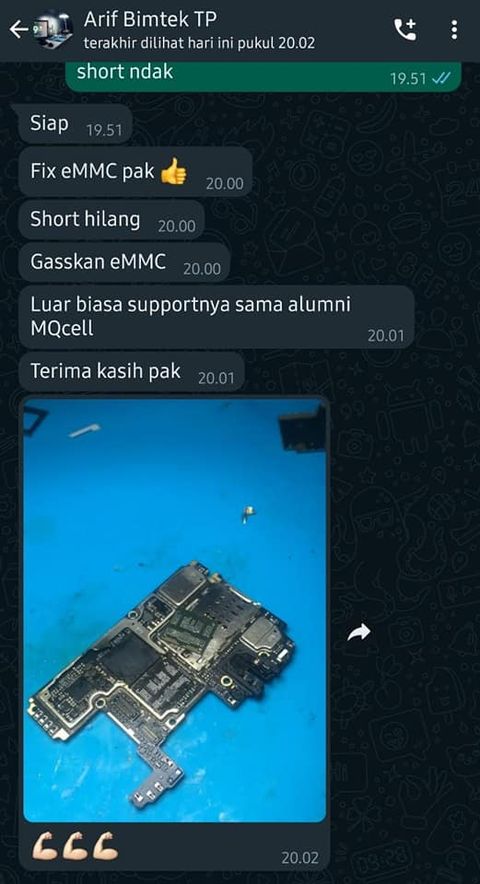 Arif Bimtek TP
terakhir dilihat hari ini pukul 20.02
short ndak
19.51
Siap
19.51
Fix eMMC pak 👍
20.00
Short hilang
20.00
Gasskan eMMC
20.00
Luar biasa supportnya sama alumni
MQcell
20.01
Terima kasih pak
20.01
💪🏻💪🏻💪🏻
20.02